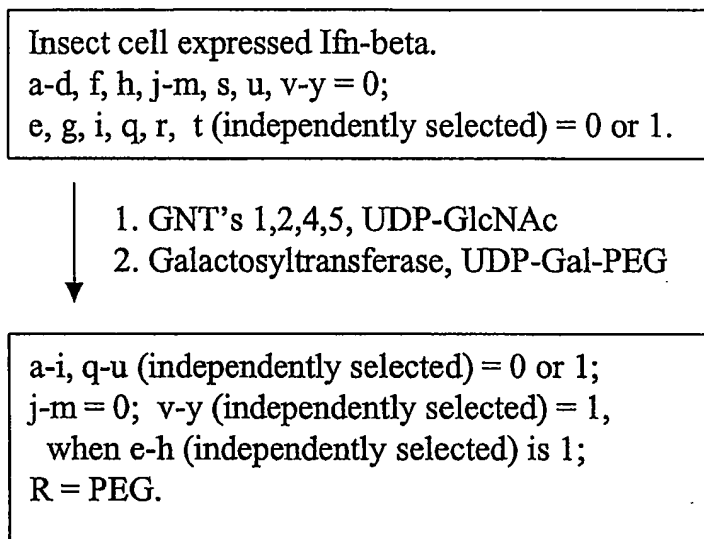 Insect cell expressed Ifn-beta.
a-d, f, h, j-m, s, u, v-y = 0;
e, g, i, q, r, t (independently selected) = 0 or 1.
1. GNT's 1,2,4,5, UDP-GlcNAc
2. Galactosyltransferase, UDP-Gal-PEG
a-i, q-u (independently selected) = 0 or 1;
j-m = 0; v-y (independently selected) = 1,
when e-h (independently selected) is 1;
R = PEG.